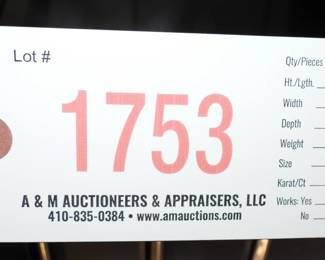 Lot #
1753
A & M AUCTIONEERS & APPRAISERS, LLC
410-835-0384 • www.amauctions.com
Qty/Pieces
Ht./Lgth.
Width
Depth
Weight
Size
Karat/Ct
Works: Yes
No